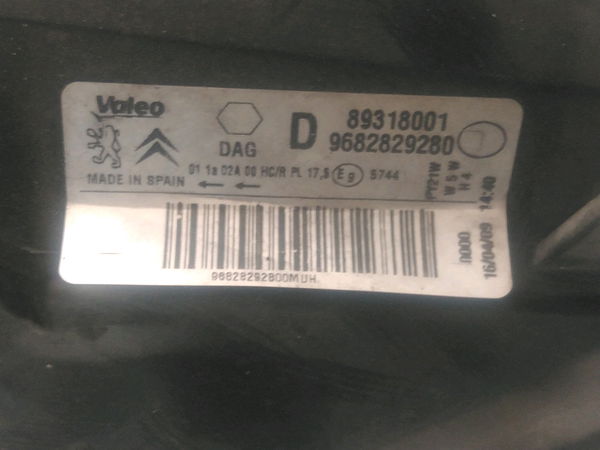 Valeo
DAG
D
89318001
9682829280
01 1a 02A 00 HC/R PL 17,5 E9 5744
MADE IN SPAIN
PY21W
W5W
H4
0000
16/04/09 14:40
96828292800MUH